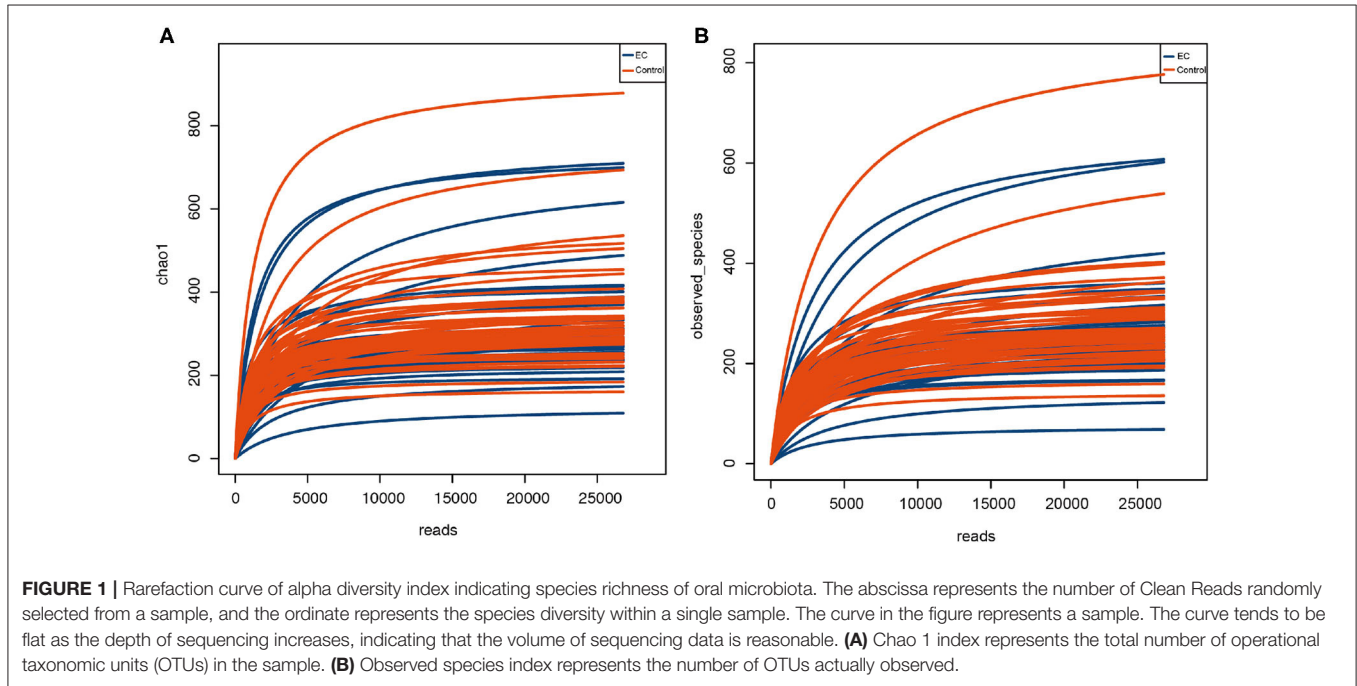 A
B
EC
Control
EC
Control
chao1
0
200
400
600
800
0
5000
10000
15000
20000
25000
reads
observed_species
0
200
400
600
800
0
5000
10000
15000
20000
25000
reads
FIGURE 1 | Rarefaction curve of alpha diversity index indicating species richness of oral microbiota. The abscissa represents the number of Clean Reads randomly
selected from a sample, and the ordinate represents the species diversity within a single sample. The curve in the figure represents a sample. The curve tends to be
flat as the depth of sequencing increases, indicating that the volume of sequencing data is reasonable. (A) Chao 1 index represents the total number of operational
taxonomic units (OTUs) in the sample. (B) Observed species index represents the number of OTUs actually observed.